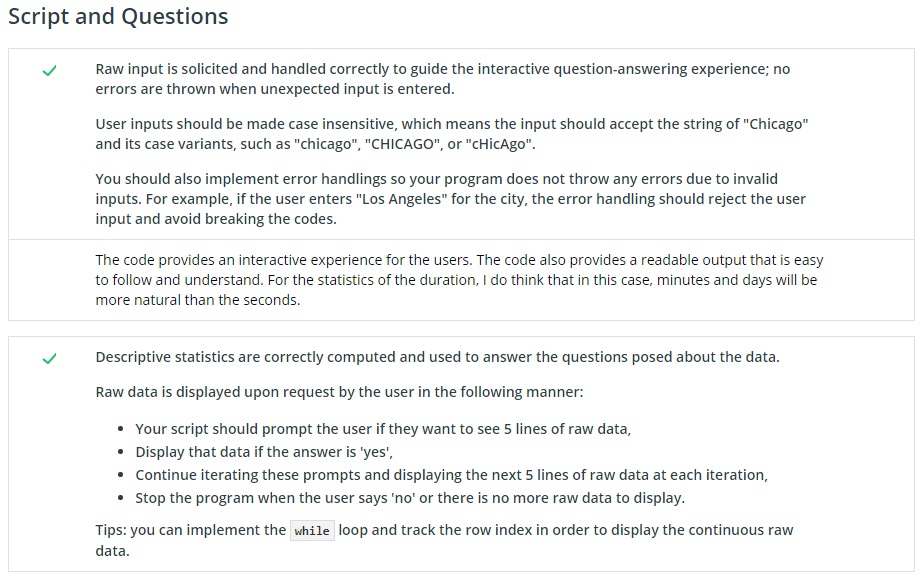 Script and Questions
Raw input is solicited and handled correctly to guide the interactive question-answering experience; no
errors are thrown when unexpected input is entered.
User inputs should be made case insensitive, which means the input should accept the string of "Chicago"
and its case variants, such as "chicago", "CHICAGO", or "cHicAgo".
You should also implement error handlings so your program does not throw any errors due to invalid
inputs. For example, if the user enters "Los Angeles" for the city, the error handling should reject the user
input and avoid breaking the codes.
The code provides an interactive experience for the users. The code also provides a readable output that is easy
to follow and understand. For the statistics of the duration, I do think that in this case, minutes and days will be
more natural than the seconds.
Descriptive statistics are correctly computed and used to answer the questions posed about the data.
Raw data is displayed upon request by the user in the following manner:
• Your script should prompt the user if they want to see 5 lines of raw data,
• Display that data if the answer is 'yes',
• Continue iterating these prompts and displaying the next 5 lines of raw data at each iteration,
• Stop the program when the user says 'no' or there is no more raw data to display.
Tips: you can implement the while loop and track the row index in order to display the continuous raw
data.